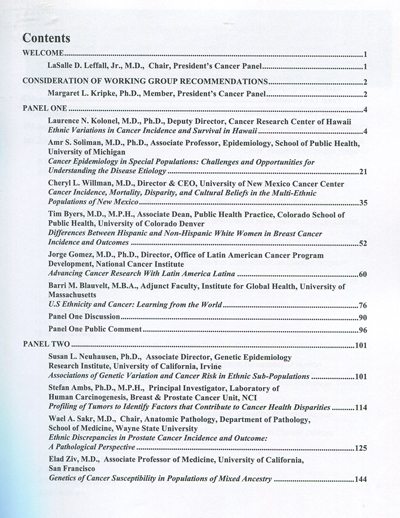 Contents
WELCOME....................................................................................................1
LaSalle D. Leffall, Jr., M.D., Chair, President's Cancer Panel....................................1
CONSIDERATION OF WORKING GROUP RECOMMENDATIONS....................................2
Margaret L. Kripke, Ph.D., Member, President's Cancer Panel....................................2
PANEL ONE....................................................................................................4
Laurence N. Kolonel, M.D., Ph.D., Deputy Director, Cancer Research Center of Hawaii
Ethnic Variations in Cancer Incidence and Survival in Hawaii....................................4
Amr S. Soliman, M.D., Ph.D., Associate Professor, Epidemiology, School of Public Health,
University of Michigan
Cancer Epidemiology in Special Populations: Challenges and Opportunities for
Understanding the Disease Etiology....................................21
Cheryl L. Willman, M.D., Director & CEO, University of New Mexico Cancer Center
Cancer Incidence, Mortality, Disparity, and Cultural Beliefs in the Multi-Ethnic
Populations of New Mexico....................................35
Tim Byers, M.D., M.P.H., Associate Dean, Public Health Practice, Colorado School of
Public Health, University of Colorado Denver
Differences Between Hispanic and Non-Hispanic White Women in Breast Cancer
Incidence and Outcomes....................................52
Jorge Gomez, M.D., Ph.D., Director, Office of Latin American Cancer Program
Development, National Cancer Institute
Advancing Cancer Research With Latin America Latina....................................60
Barri M. Blauvelt, M.B.A., Adjunct Faculty, Institute for Global Health, University of
Massachusetts
U.S Ethnicity and Cancer: Learning from the World....................................76
Panel One Discussion....................................90
Panel One Public Comment....................................96
PANEL TWO....................................101
Susan L. Neuhausen, Ph.D., Associate Director, Genetic Epidemiology
Research Institute, University of California, Irvine
Associations of Genetic Variation and Cancer Risk in Ethnic Sub-Populations....................101
Stefan Ambs, Ph.D., M.P.H., Principal Investigator, Laboratory of
Human Carcinogenesis, Breast & Prostate Cancer Unit, NCI
Profiling of Tumors to Identify Factors that Contribute to Cancer Health Disparities..........114
Wael A. Sakr, M.D., Chair, Anatomic Pathology, Department of Pathology,
School of Medicine, Wayne State University
Ethnic Discrepancies in Prostate Cancer Incidence and Outcome:
A Pathological Perspective....................................125
Elad Ziv, M.D., Associate Professor of Medicine, University of California,
San Francisco
Genetics of Cancer Susceptibility in Populations of Mixed Ancestry....................144